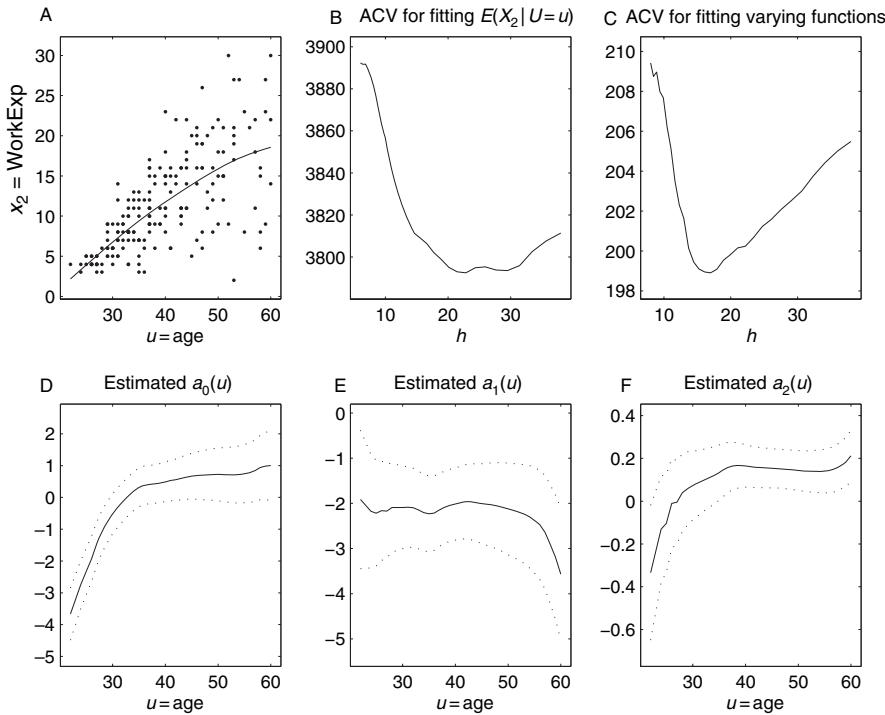 A
x₂ = WorkExp
30
25
20
15
10
5
0
30 40 50 60
u = age
B ACV for fitting E(X₂ | U = u)
3900
3880
3860
3840
3820
3800
10 20 30
h
C ACV for fitting varying functions
210
208
206
204
202
200
198
10 20 30
h
D Estimated a₀(u)
2
1
0
−1
−2
−3
−4
−5
30 40 50 60
u = age
E Estimated a₁(u)
0
−1
−2
−3
−4
−5
30 40 50 60
u = age
F Estimated a₂(u)
0.4
0.2
0
−0.2
−0.4
−0.6
30 40 50 60
u = age